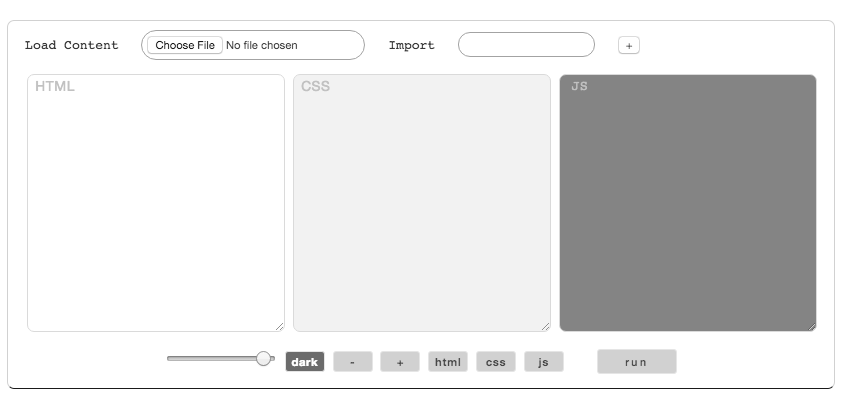 Load Content Choose File No file chosen Import +
HTML CSS JS
dark - + html css js run